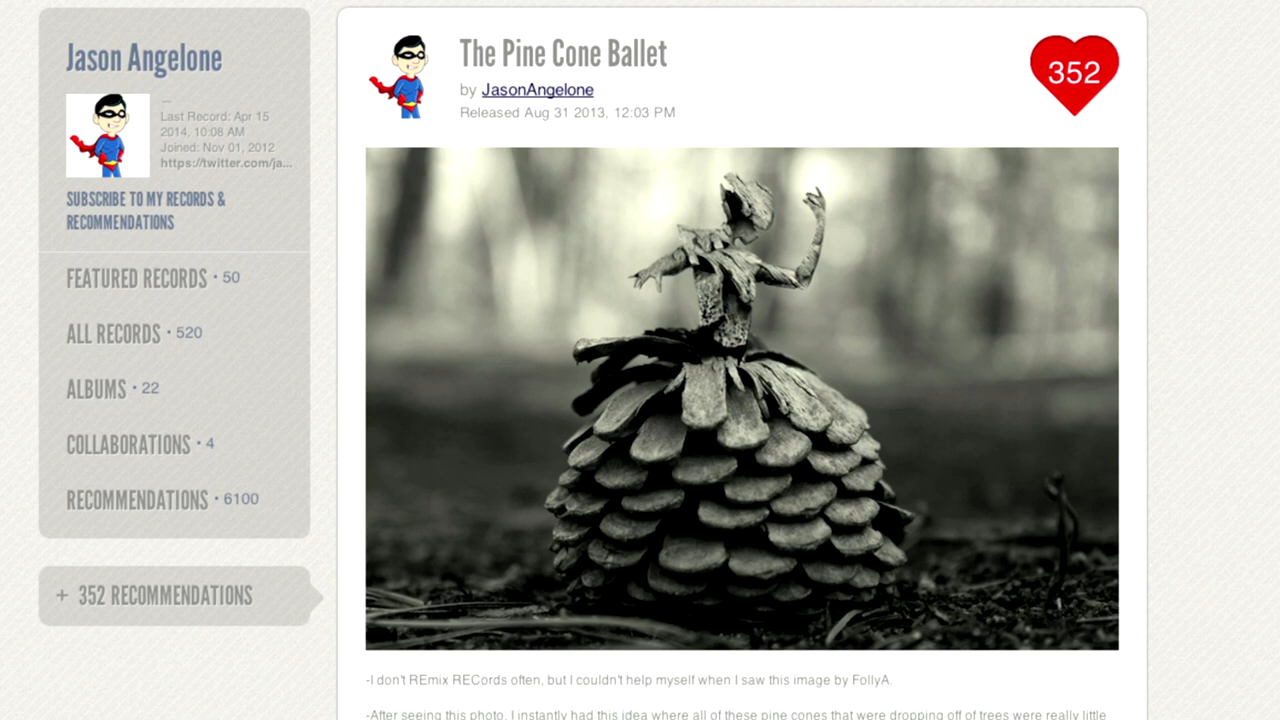 Jason Angelone
--
Last Record: Apr 15
2014, 10:08 AM
Joined: Nov 01, 2012
https://twitter.com/ja...
SUBSCRIBE TO MY RECORDS &
RECOMMENDATIONS
FEATURED RECORDS • 50
ALL RECORDS • 520
ALBUMS • 22
COLLABORATIONS • 4
RECOMMENDATIONS • 6100
+ 352 RECOMMENDATIONS
The Pine Cone Ballet
by JasonAngelone
Released Aug 31 2013, 12:03 PM
352
-I don't REmix RECords often, but I couldn't help myself when I saw this image by FollyA.
-After seeing this photo, I instantly had this idea where all of these pine cones that were dropping off of trees were really little